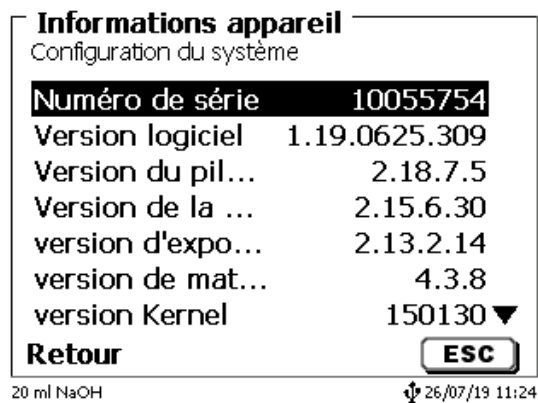 Informations appareil
Configuration du système
Numéro de série 10055754
Version logiciel 1.19.0625.309
Version du pil... 2.18.7.5
Version de la ... 2.15.6.30
version d'expo... 2.13.2.14
version de mat... 4.3.8
version Kernel 150130
Retour ESC
20 ml NaOH 26/07/19 11:24